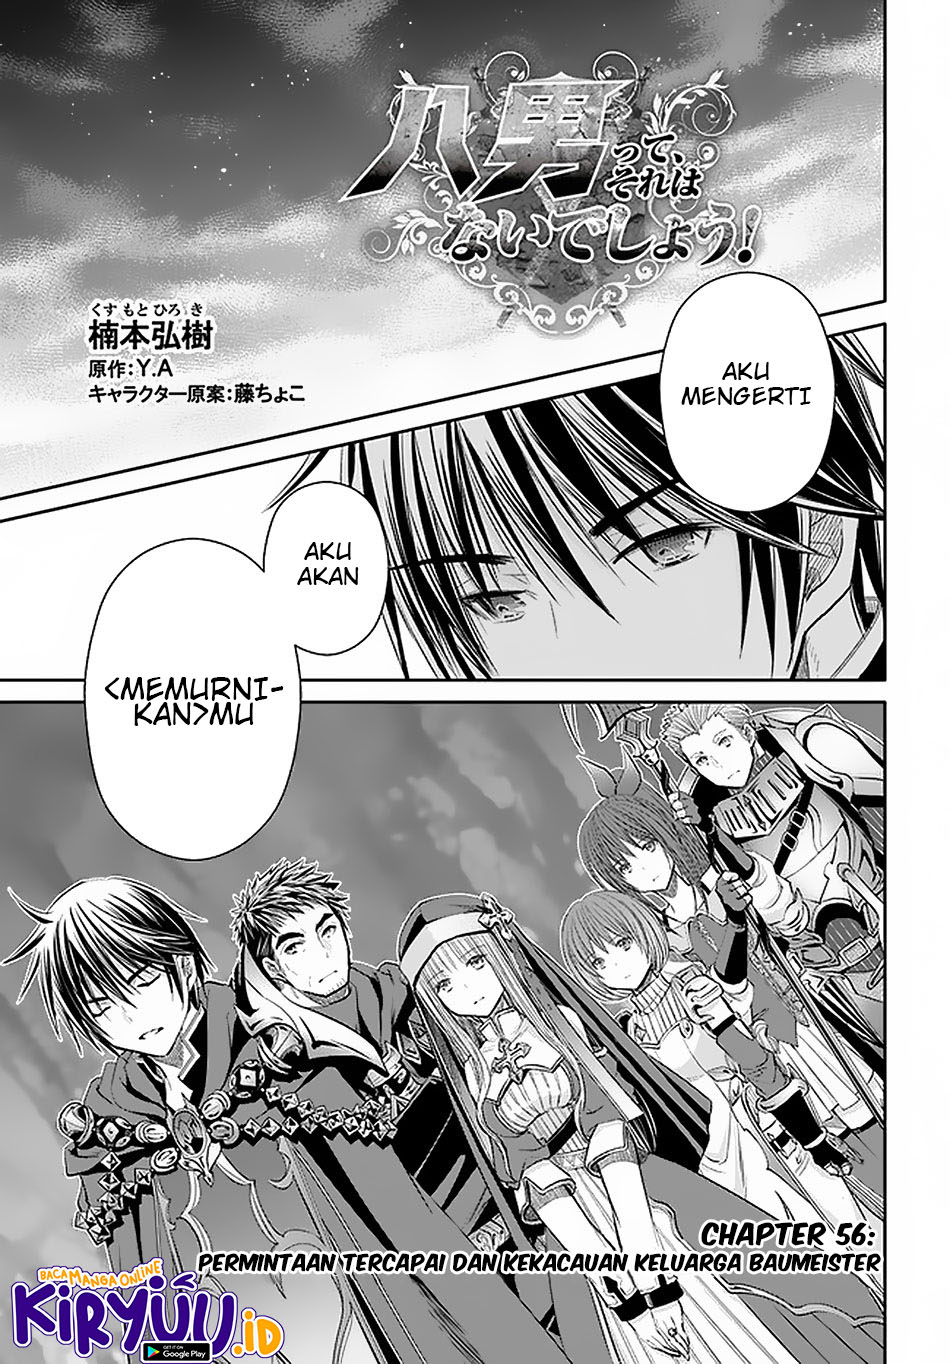 八男って、
それは
ないでしょう!
くすもとひろき
楠本弘樹
原作:Y.A
キャラクター原案:藤ちょこ
AKU
MENGERTI
AKU
AKAN
<MEMURNI-
KAN>MU
CHAPTER 56:
PERMINTAAN TERCAPAI DAN KEKACAUAN KELUARGA BAUMEISTER
BACA MANGA ONLINE
KIRYUU.ID
GET IT ON
Google Play